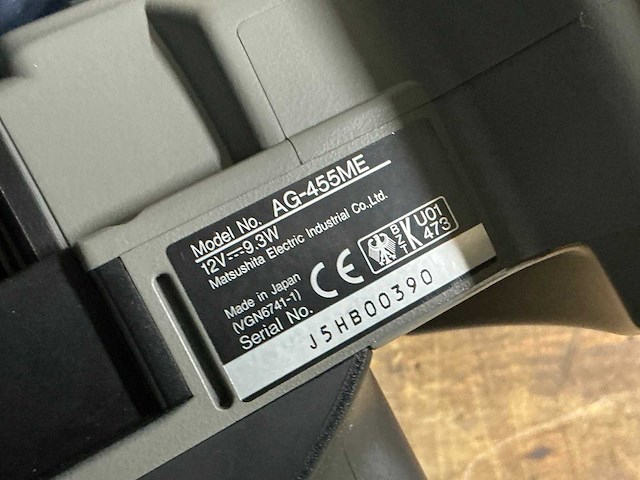 Model No. AG-455ME
12V⎓9.3W
Matsushita Electric Industrial Co.,Ltd.
Made in Japan
(VGN6741-1)
CE
BZT
K U01
473
Serial No.
J5HB00390